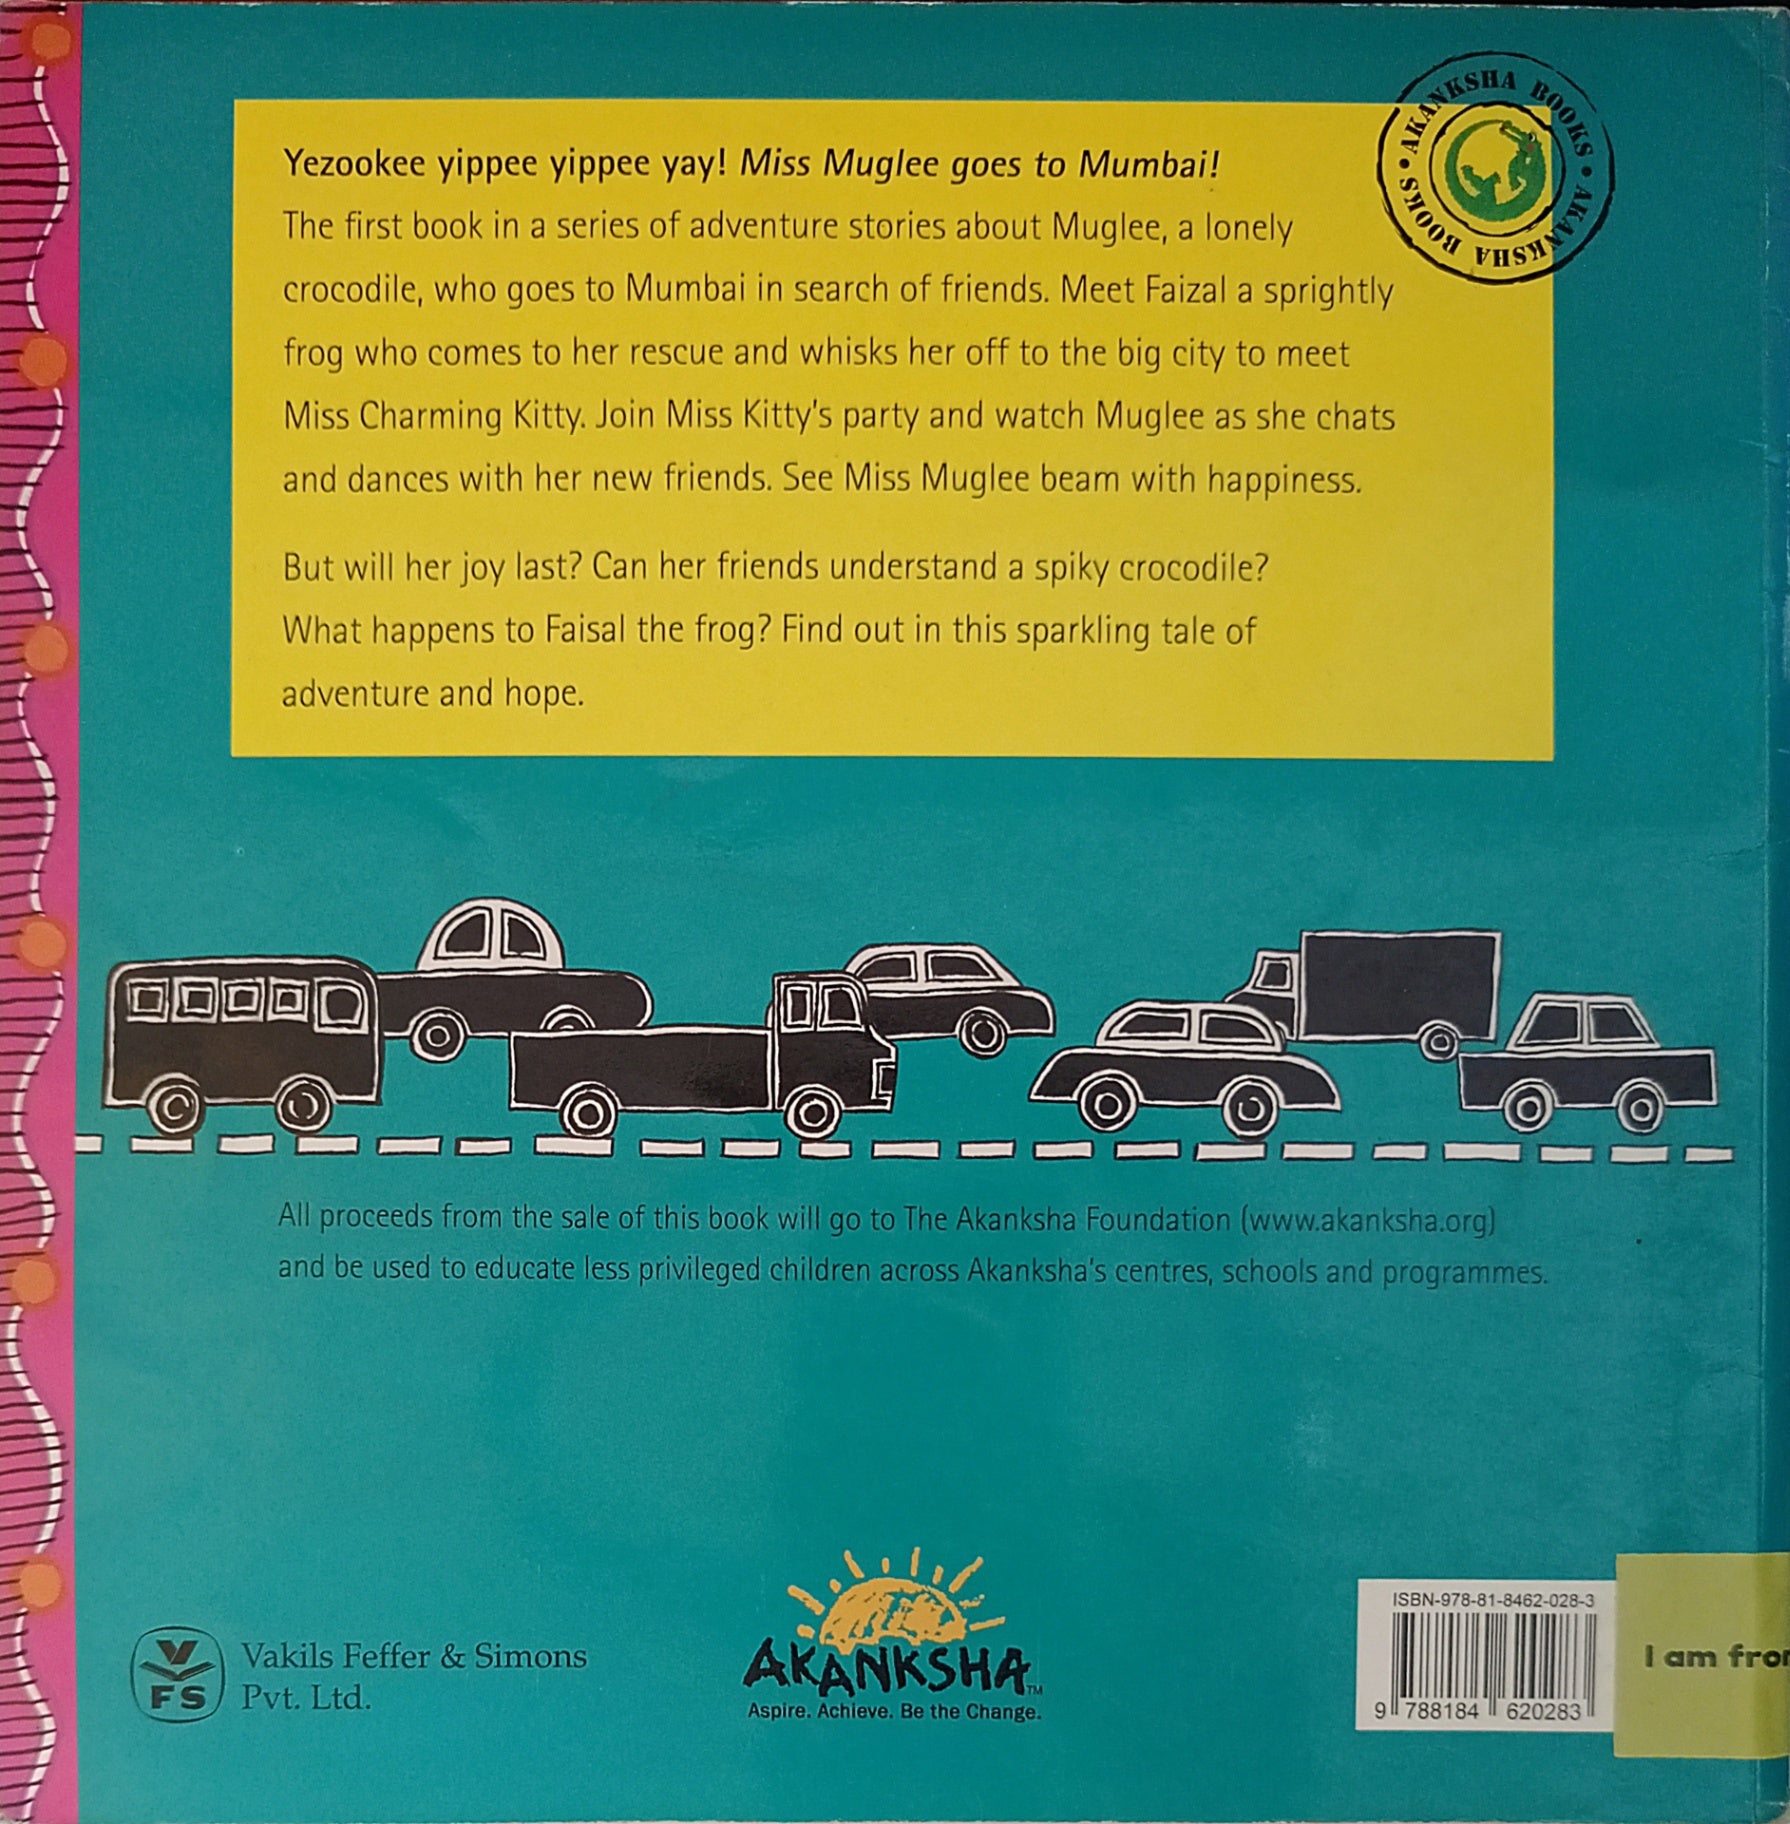 AKANKSHA BOOKS • AKANKSHA BOOKS •
Yezookee yippee yippee yay! Miss Muglee goes to Mumbai!
The first book in a series of adventure stories about Muglee, a lonely
crocodile, who goes to Mumbai in search of friends. Meet Faizal a sprightly
frog who comes to her rescue and whisks her off to the big city to meet
Miss Charming Kitty. Join Miss Kitty's party and watch Muglee as she chats
and dances with her new friends. See Miss Muglee beam with happiness.
But will her joy last? Can her friends understand a spiky crocodile?
What happens to Faisal the frog? Find out in this sparkling tale of
adventure and hope.
All proceeds from the sale of this book will go to The Akanksha Foundation (www.akanksha.org)
and be used to educate less privileged children across Akanksha's centres, schools and programmes.
V
FS
Vakils Feffer & Simons
Pvt. Ltd.
AKANKSHA™
Aspire. Achieve. Be the Change.
ISBN-978-81-8462-028-3
9 788184 620283
I am from